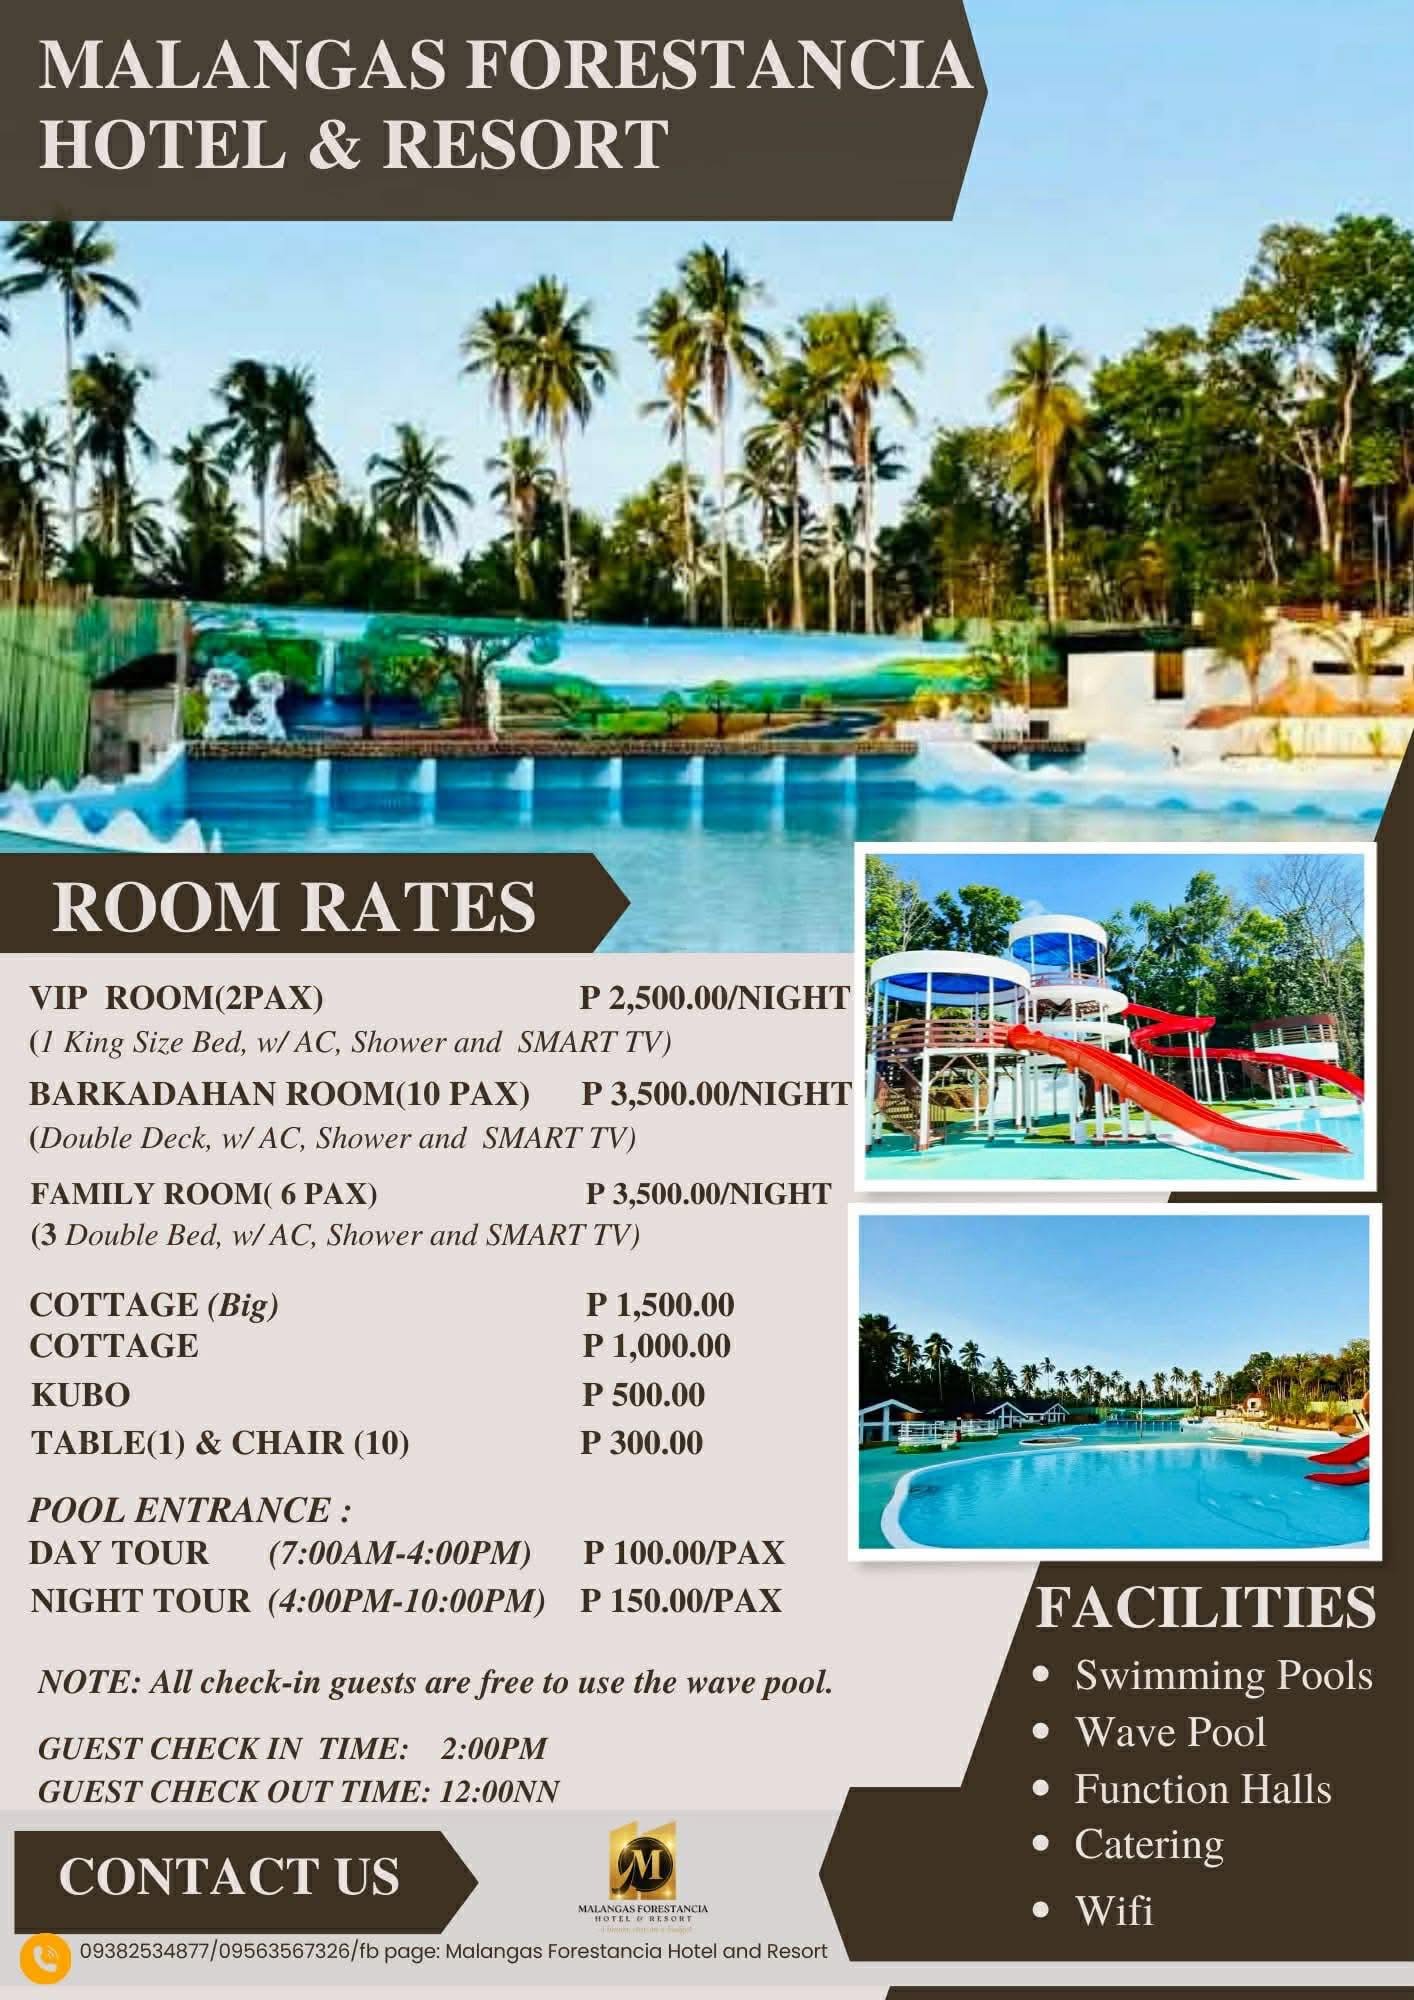 MALANGAS FORESTANCIA
HOTEL & RESORT
ROOM RATES
VIP ROOM(2PAX) P 2,500.00/NIGHT
(1 King Size Bed, w/ AC, Shower and SMART TV)
BARKADAHAN ROOM(10 PAX) P 3,500.00/NIGHT
(Double Deck, w/ AC, Shower and SMART TV)
FAMILY ROOM( 6 PAX) P 3,500.00/NIGHT
(3 Double Bed, w/ AC, Shower and SMART TV)
COTTAGE (Big) P 1,500.00
COTTAGE P 1,000.00
KUBO P 500.00
TABLE(1) & CHAIR (10) P 300.00
POOL ENTRANCE :
DAY TOUR (7:00AM-4:00PM) P 100.00/PAX
NIGHT TOUR (4:00PM-10:00PM) P 150.00/PAX
NOTE: All check-in guests are free to use the wave pool.
GUEST CHECK IN TIME: 2:00PM
GUEST CHECK OUT TIME: 12:00NN
FACILITIES
• Swimming Pools
• Wave Pool
• Function Halls
• Catering
• Wifi
CONTACT US
M
MALANGAS FORESTANCIA
HOTEL & RESORT
09382534877/09563567326/fb page: Malangas Forestancia Hotel and Resort